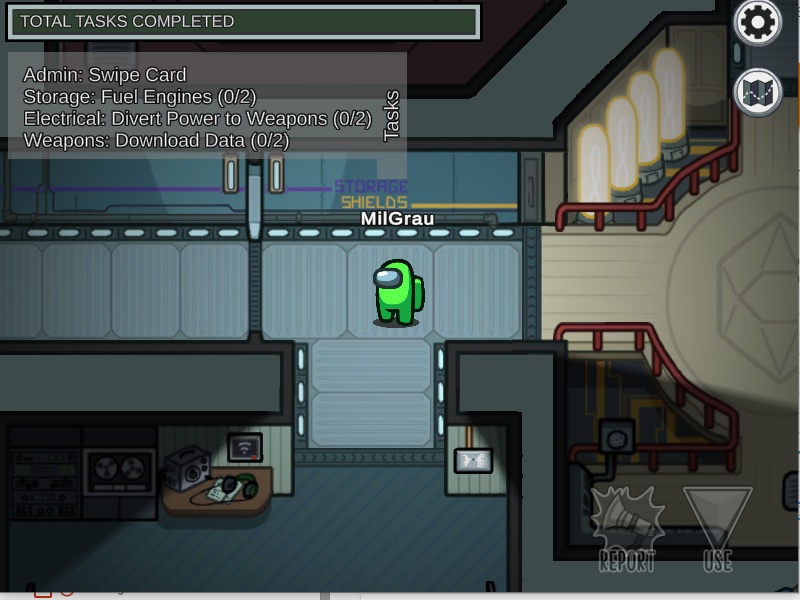 TOTAL TASKS COMPLETED
Admin: Swipe Card
Storage: Fuel Engines (0/2)
Electrical: Divert Power to Weapons (0/2)
Weapons: Download Data (0/2)
Tasks
STORAGE
SHIELDS
MilGrau
REPORT
USE